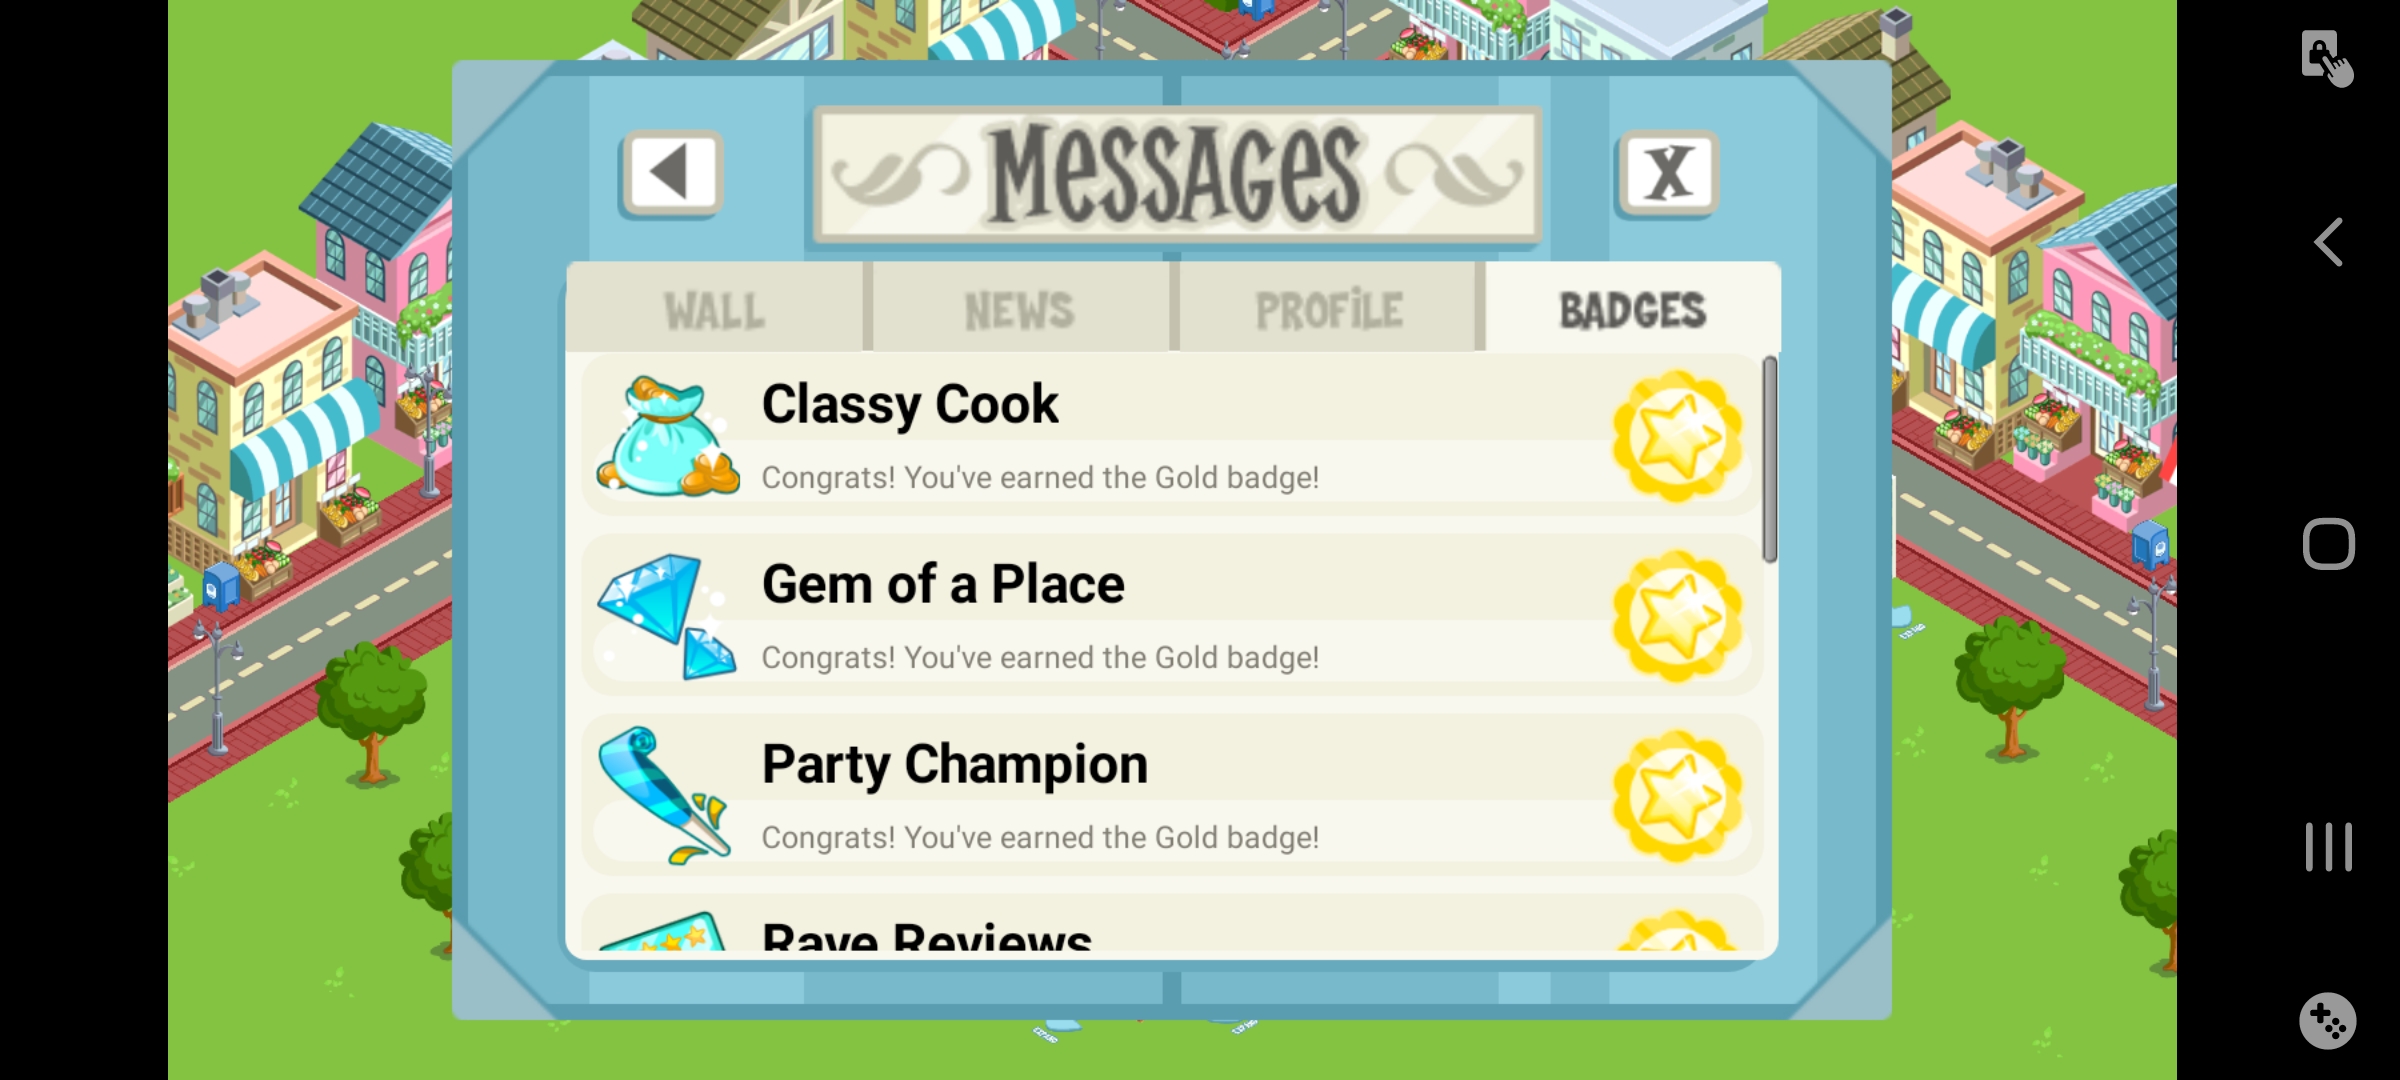 MESSAGES
X
WALL
NEWS
PROFILE
BADGES
Classy Cook
Congrats! You've earned the Gold badge!
Gem of a Place
Congrats! You've earned the Gold badge!
Party Champion
Congrats! You've earned the Gold badge!
Rave Reviews